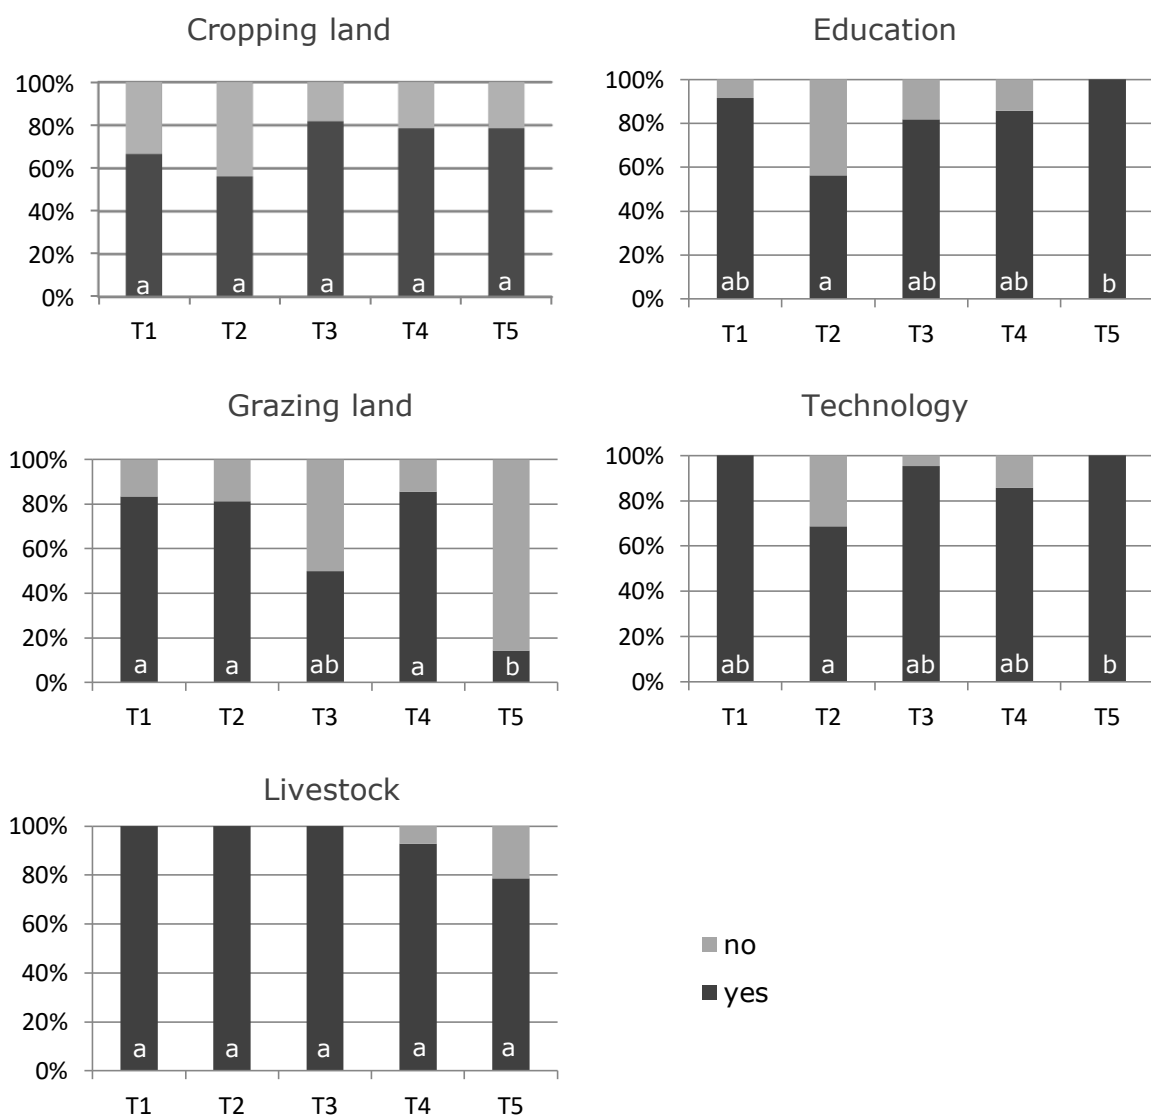 Cropping land
100%
80%
60%
40%
20%
0%
a a a a a
T1 T2 T3 T4 T5
Education
100%
80%
60%
40%
20%
0%
ab a ab ab b
T1 T2 T3 T4 T5
Grazing land
100%
80%
60%
40%
20%
0%
a a ab a b
T1 T2 T3 T4 T5
Technology
100%
80%
60%
40%
20%
0%
ab a ab ab b
T1 T2 T3 T4 T5
Livestock
100%
80%
60%
40%
20%
0%
a a a a a
T1 T2 T3 T4 T5
no
yes